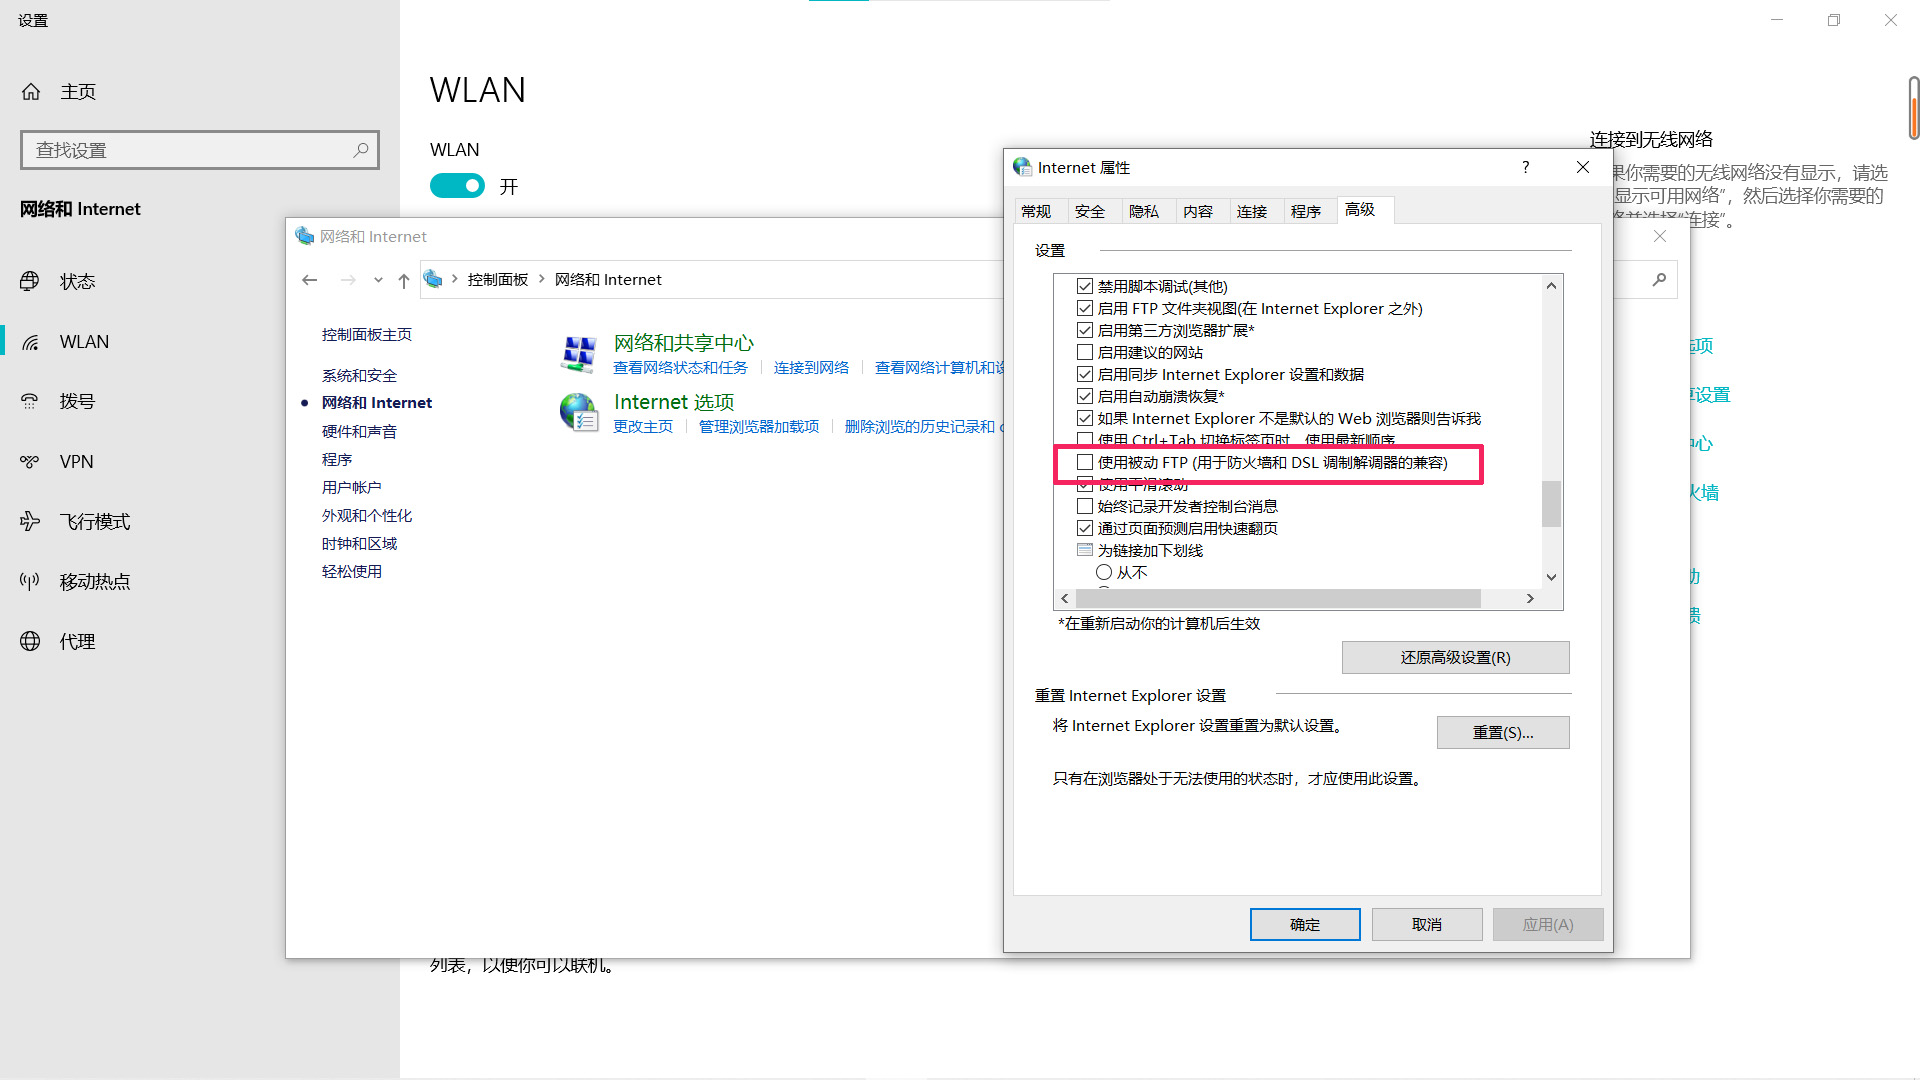 设置
主页
查找设置
网络和 Internet
状态
WLAN
拨号
VPN
飞行模式
移动热点
代理
WLAN
WLAN
开
连接到无线网络
果你需要的无线网络没有显示，请选
显示可用网络”，然后选择你需要的
络并选择“连接”。
选项
设置
中心
火墙
列表，以便你可以联机。
网络和 Internet
控制面板 网络和 Internet
控制面板主页
系统和安全
网络和 Internet
硬件和声音
程序
用户帐户
外观和个性化
时钟和区域
轻松使用
网络和共享中心
查看网络状态和任务 连接到网络 查看网络计算机和设
Internet 选项
更改主页 管理浏览器加载项 删除浏览的历史记录和 c
Internet 属性
常规 安全 隐私 内容 连接 程序 高级
设置
禁用脚本调试(其他)
启用 FTP 文件夹视图(在 Internet Explorer 之外)
启用第三方浏览器扩展*
启用建议的网站
启用同步 Internet Explorer 设置和数据
启用自动崩溃恢复*
如果 Internet Explorer 不是默认的 Web 浏览器则告诉我
使用 Ctrl+Tab 切换标签页时，使用最新顺序
使用被动 FTP (用于防火墙和 DSL 调制解调器的兼容)
使用平滑滚动
始终记录开发者控制台消息
通过页面预测启用快速翻页
为链接加下划线
从不
*在重新启动你的计算机后生效
还原高级设置(R)
重置 Internet Explorer 设置
将 Internet Explorer 设置重置为默认设置。
重置(S)...
只有在浏览器处于无法使用的状态时，才应使用此设置。
确定 取消 应用(A)